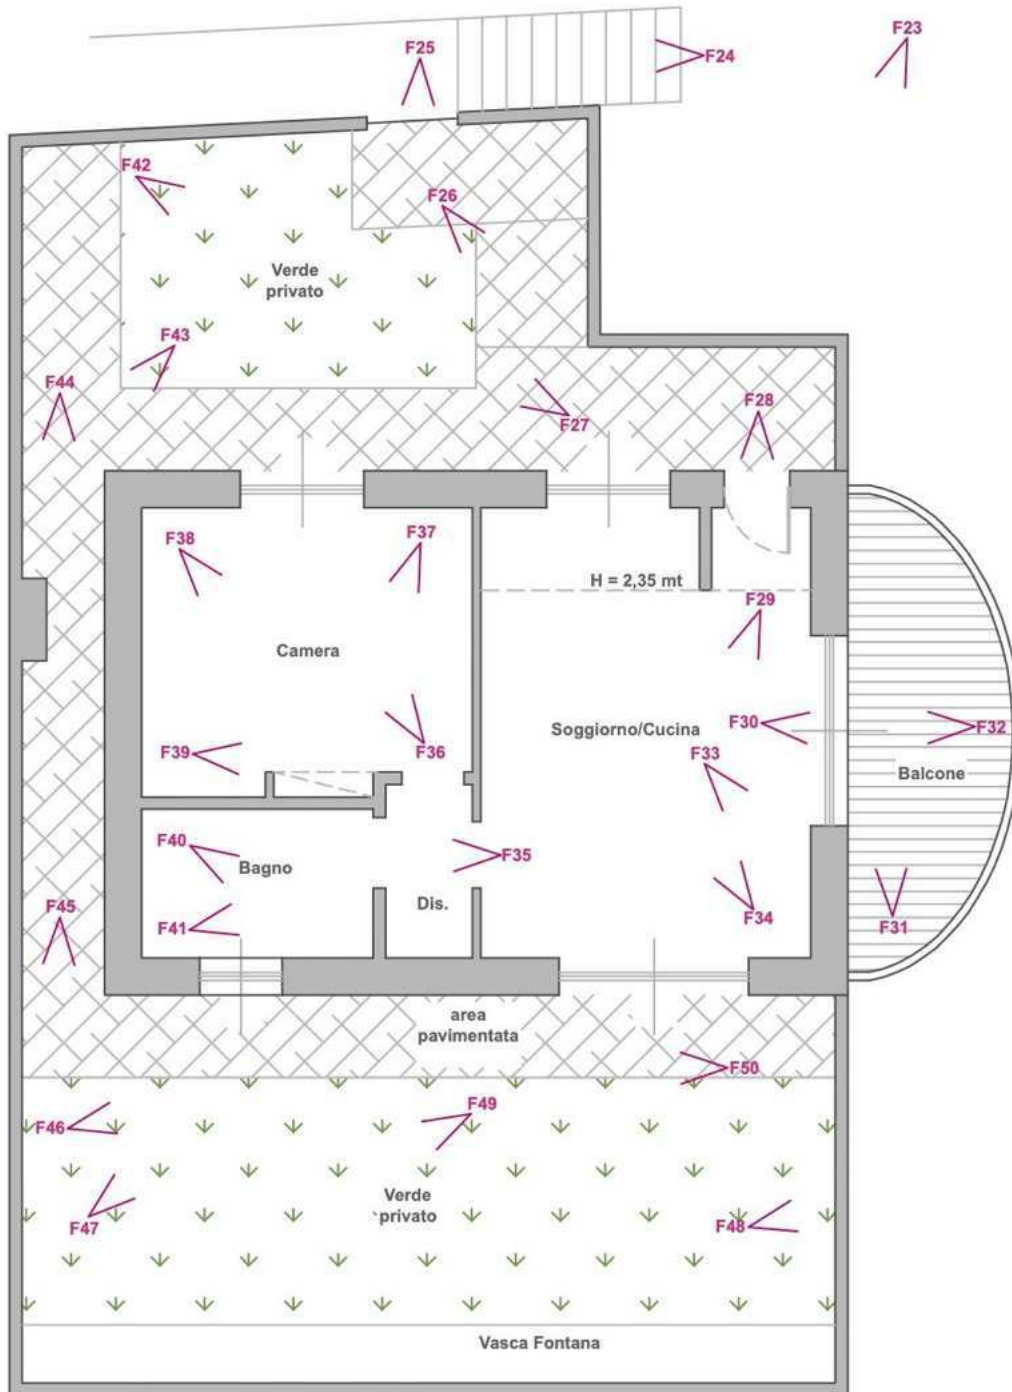 F23
F25
F24
F42
F26
Verde
privato
F43
F44
F28
F27
F38
F37
H = 2,35 mt
F29
Camera
F30
Soggiorno/Cucina
F32
F36
F39
F33
Balcone
F40
Bagno
F35
Dis.
F45
F41
F34
F31
area
pavimentata
F50
F49
F46
Verde
privato
F47
F48
Vasca Fontana